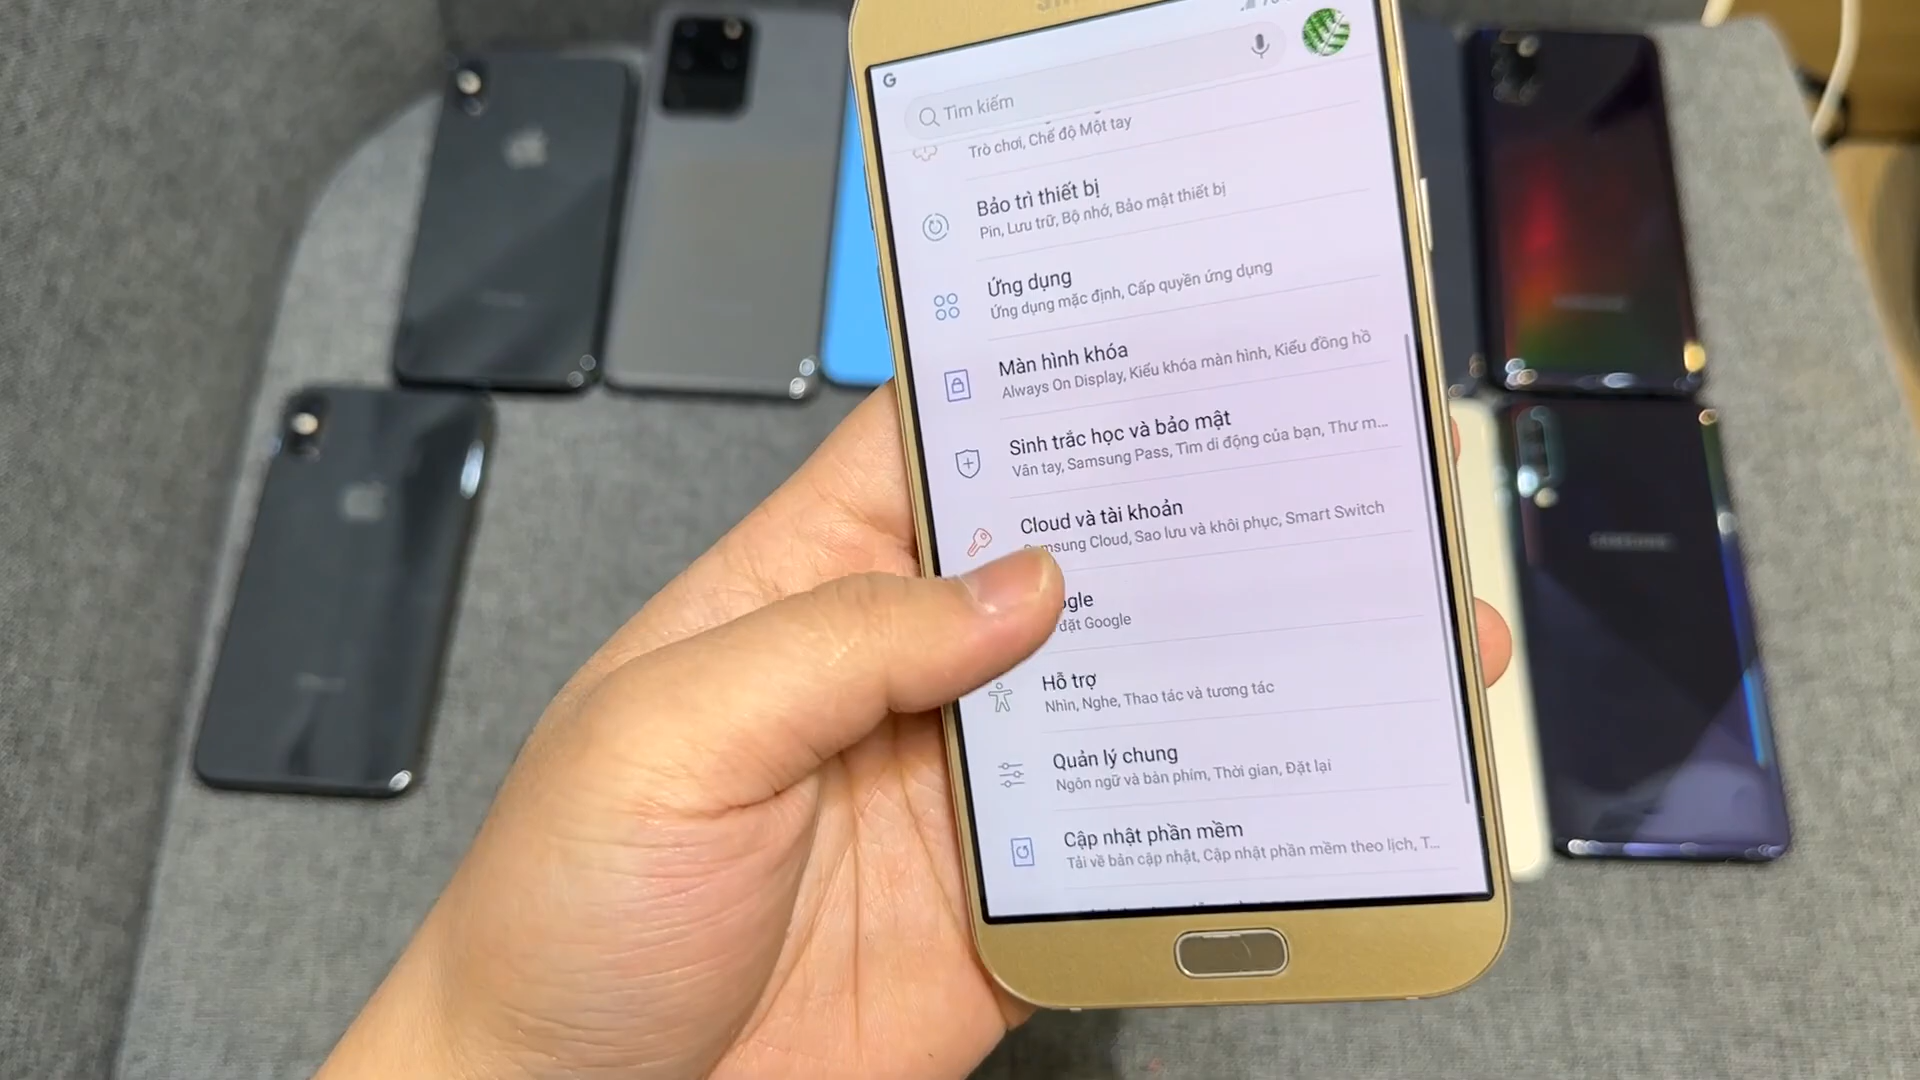 G
Tìm kiếm
Trò chơi, Chế độ Một tay
Bảo trì thiết bị
Pin, Lưu trữ, Bộ nhớ, Bảo mật thiết bị
Ứng dụng
Ứng dụng mặc định, Cấp quyền ứng dụng
Màn hình khóa
Always On Display, Kiểu khóa màn hình, Kiểu đồng hồ
Sinh trắc học và bảo mật
Vân tay, Samsung Pass, Tìm di động của bạn, Thư m...
Cloud và tài khoản
msung Cloud, Sao lưu và khôi phục, Smart Switch
gle
đặt Google
Hỗ trợ
Nhìn, Nghe, Thao tác và tương tác
Quản lý chung
Ngôn ngữ và bàn phím, Thời gian, Đặt lại
Cập nhật phần mềm
Tải về bản cập nhật, Cập nhật phần mềm theo lịch, T...
SAMSUNG